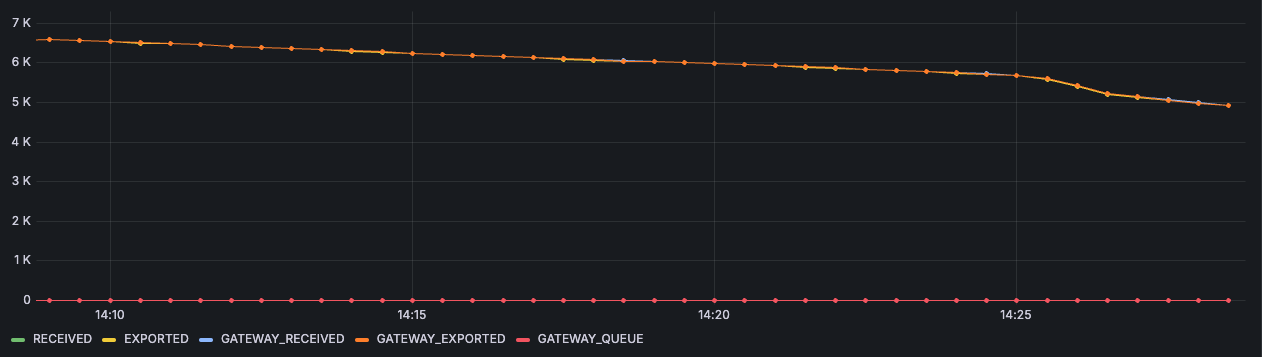 7 K
6 K
5 K
4 K
3 K
2 K
1 K
0
14:10 14:15 14:20 14:25
RECEIVED EXPORTED GATEWAY_RECEIVED GATEWAY_EXPORTED GATEWAY_QUEUE